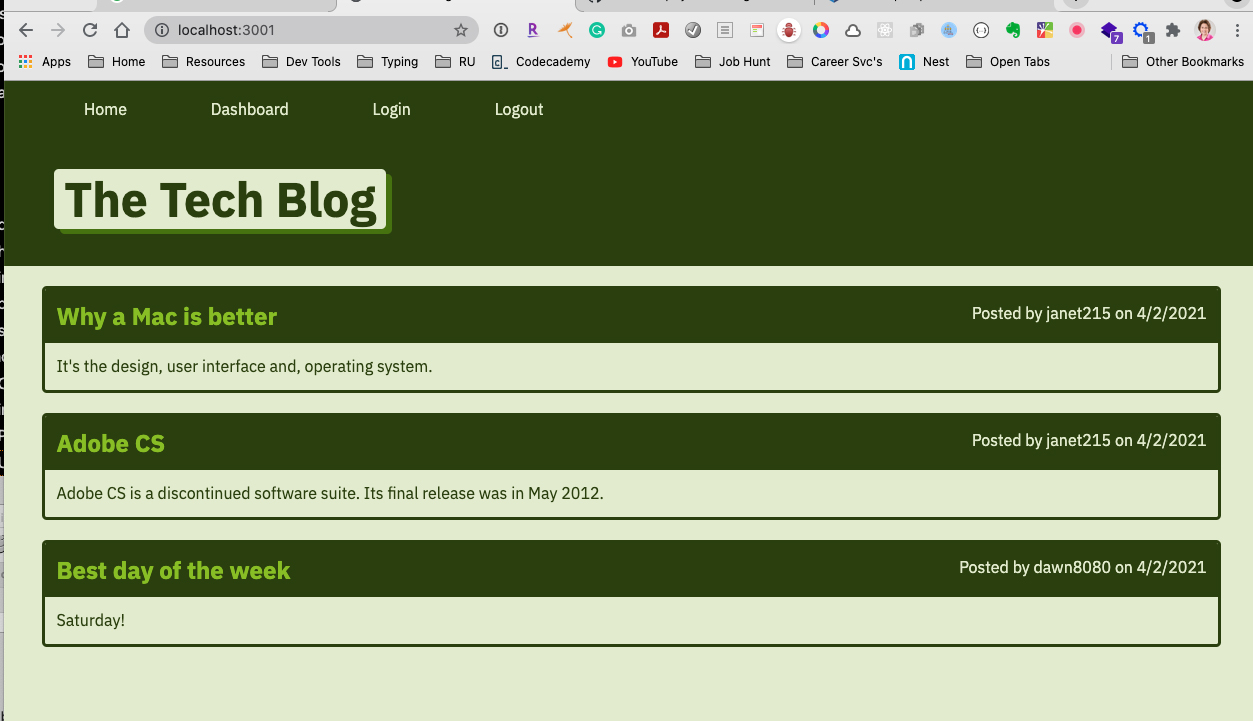 localhost:3001
7
1
Apps Home Resources Dev Tools Typing RU Codecademy YouTube Job Hunt Career Svc's Nest Open Tabs Other Bookmarks
Home Dashboard Login Logout
The Tech Blog
Why a Mac is better Posted by janet215 on 4/2/2021
It's the design, user interface and, operating system.
Adobe CS Posted by janet215 on 4/2/2021
Adobe CS is a discontinued software suite. Its final release was in May 2012.
Best day of the week Posted by dawn8080 on 4/2/2021
Saturday!